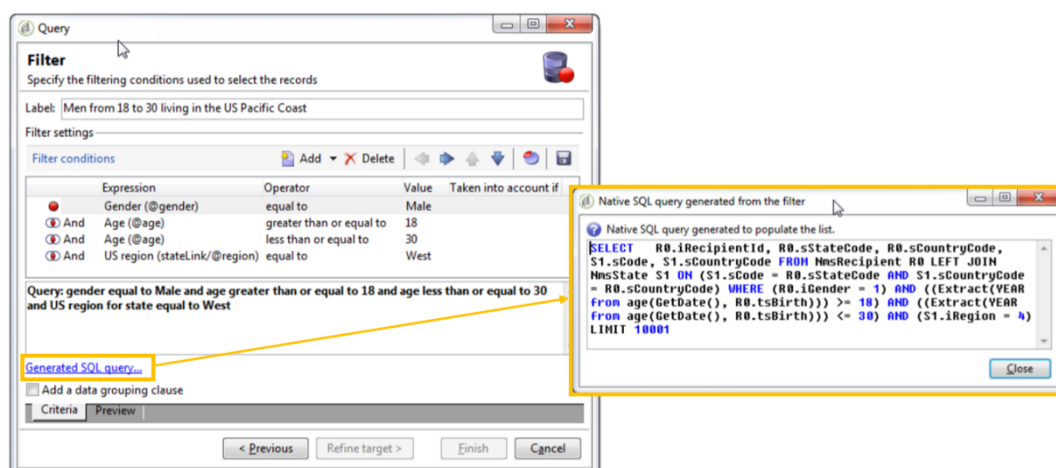 Query
Filter
Specify the filtering conditions used to select the records
Label: Men from 18 to 30 living in the US Pacific Coast
Filter settings
Filter conditions Add Delete
Expression Operator Value Taken into account if
Gender (@gender) equal to Male
And Age (@age) greater than or equal to 18
And Age (@age) less than or equal to 30
And US region (stateLink/@region) equal to West
Query: gender equal to Male and age greater than or equal to 18 and age less than or equal to 30
and US region for state equal to West
Generated SQL query...
Add a data grouping clause
Criteria Preview
< Previous Refine target > Finish Cancel
Native SQL query generated from the filter
Native SQL query generated to populate the list.
SELECT R0.iRecipientId, R0.sStateCode, R0.sCountryCode,
S1.sCode, S1.sCountryCode FROM NmsRecipient R0 LEFT JOIN
NmsState S1 ON (S1.sCode = R0.sStateCode AND S1.sCountryCode
= R0.sCountryCode) WHERE (R0.iGender = 1) AND ((Extract(YEAR
from age(GetDate(), R0.tsBirth))) >= 18) AND ((Extract(YEAR
from age(GetDate(), R0.tsBirth))) <= 30) AND (S1.iRegion = 4)
LIMIT 10001
Close